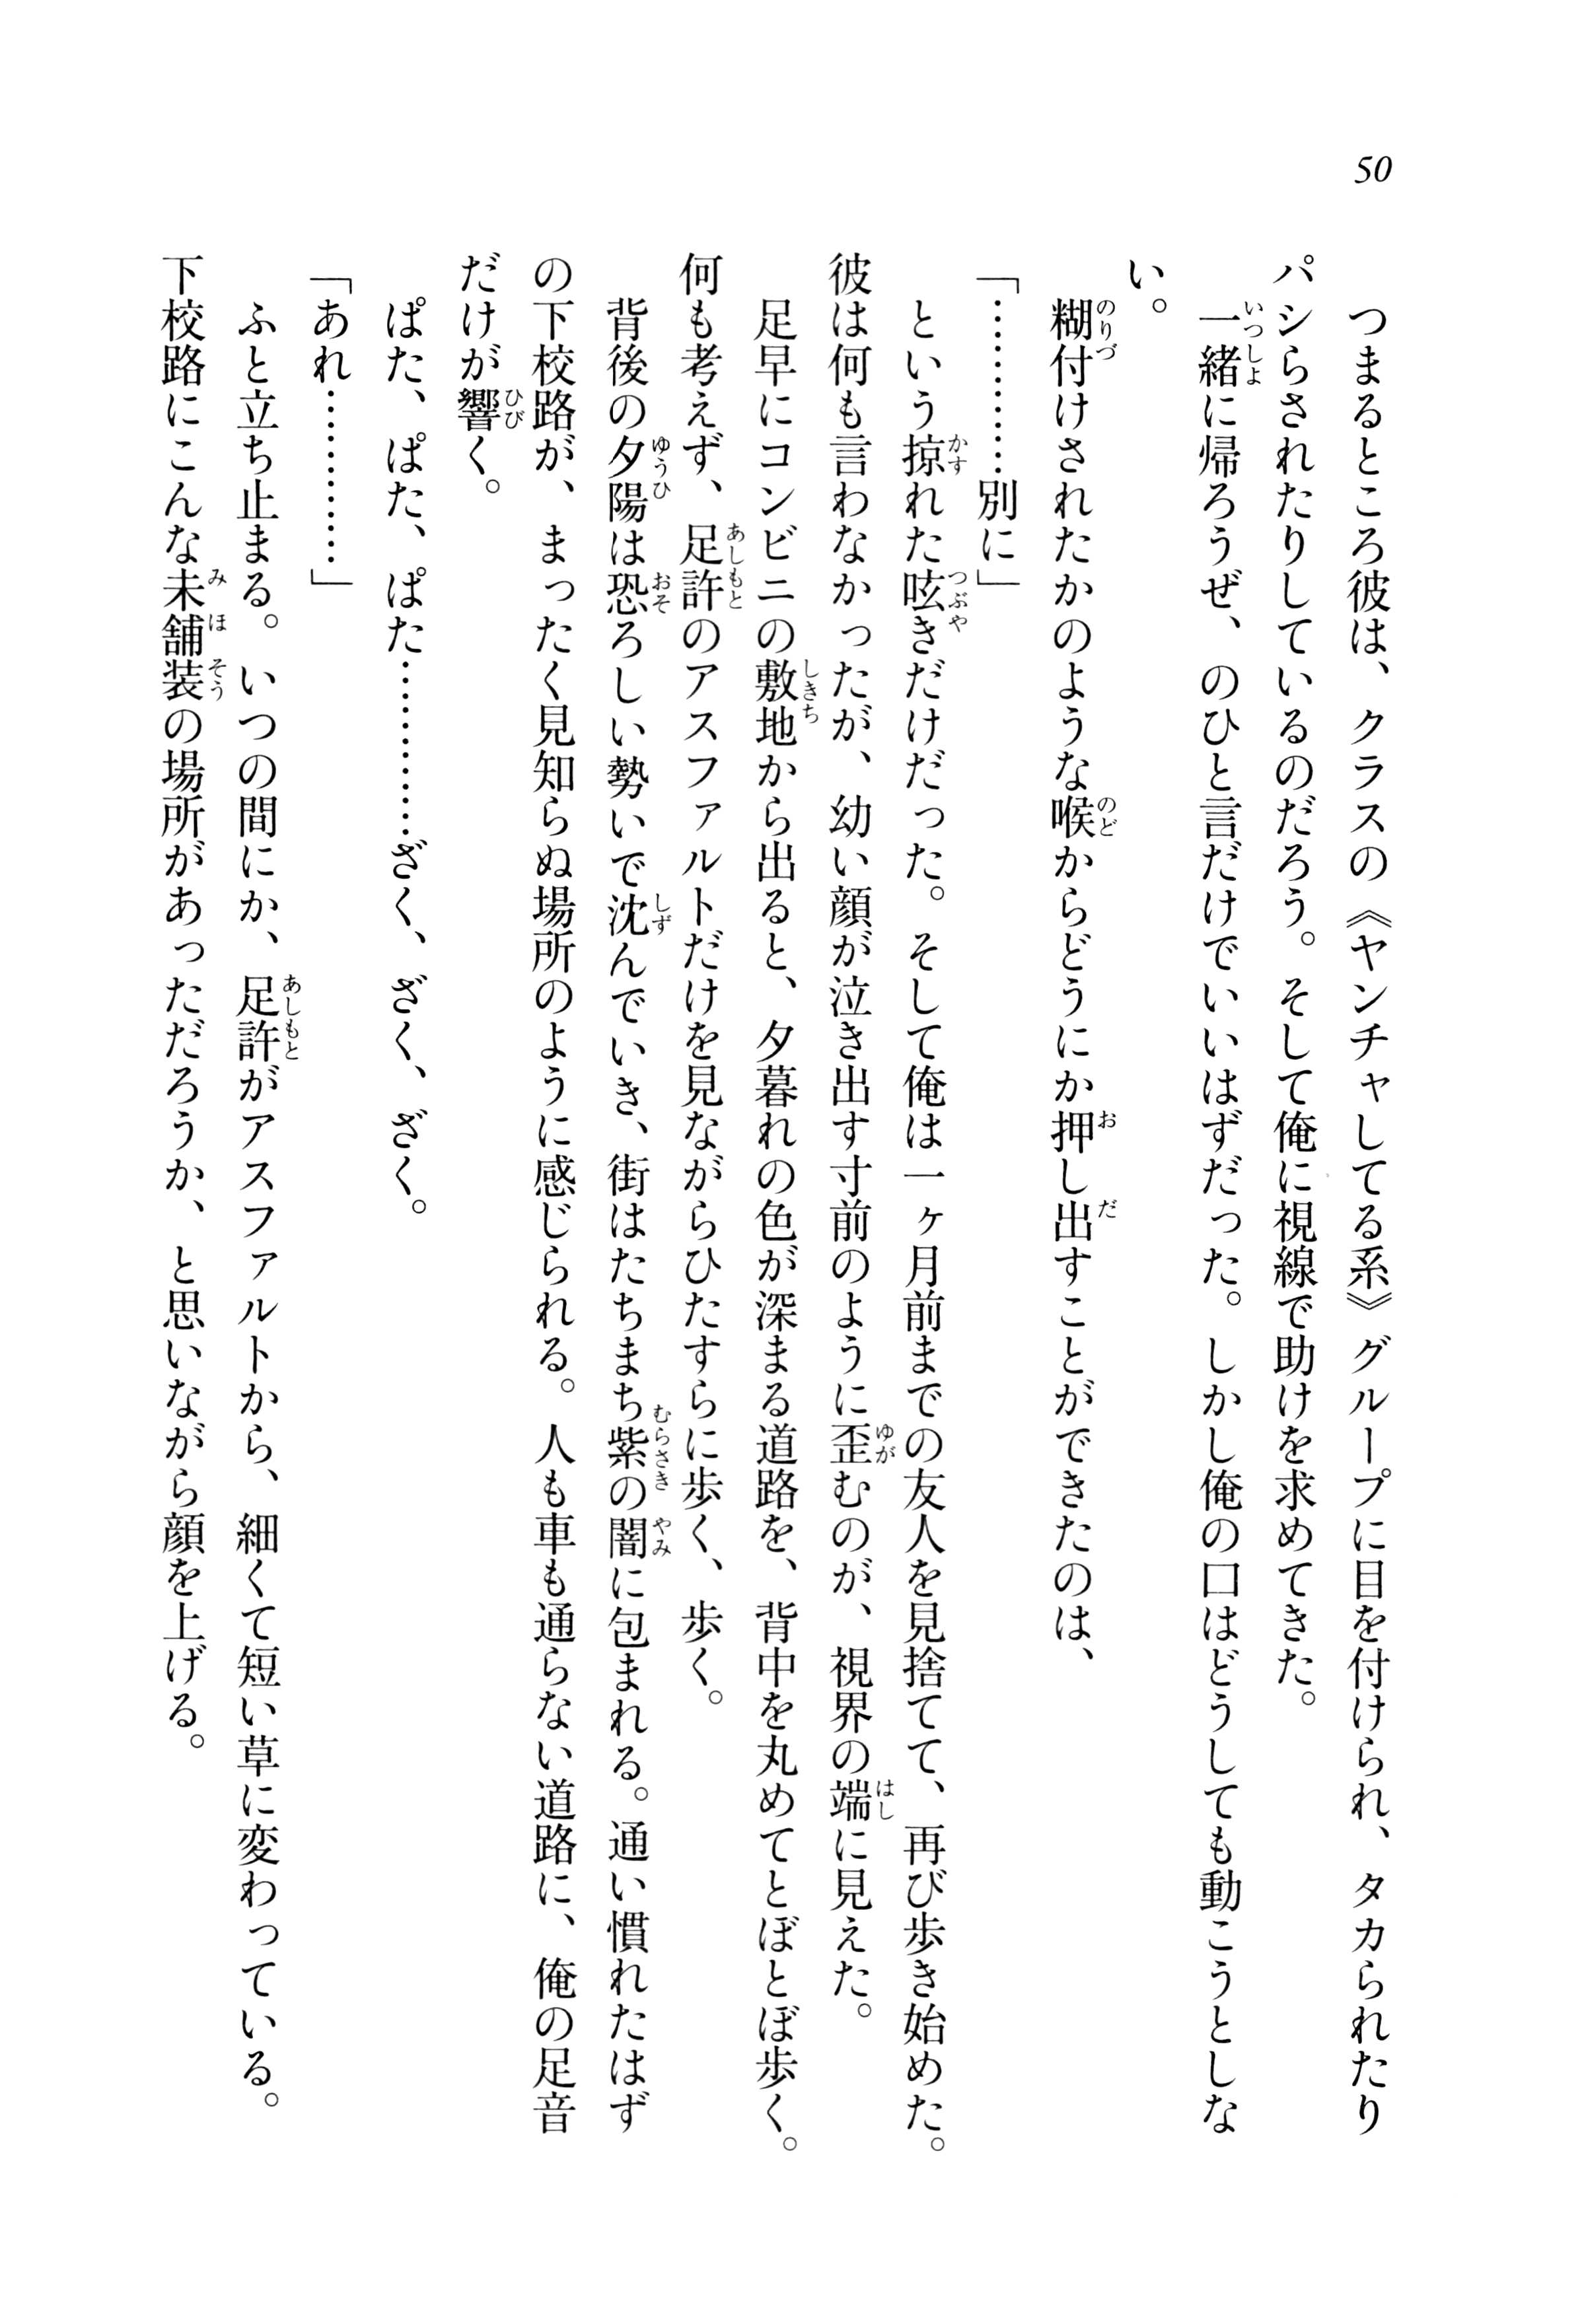 50
　つまるところ彼は、クラスの《ヤンチャしてる系》グループに目を付けられ、タカられたり
パシらされたりしているのだろう。そして俺に視線で助けを求めてきた。
　一緒に帰ろうぜ、のひと言だけでいいはずだった。しかし俺の口はどうしても動こうとしな
い。
　糊付けされたかのような喉からどうにか押し出すことができたのは、
「…………別に」
　という掠れた呟きだけだった。そして俺は一ヶ月前までの友人を見捨てて、再び歩き始めた。
彼は何も言わなかったが、幼い顔が泣き出す寸前のように歪むのが、視界の端に見えた。
　足早にコンビニの敷地から出ると、夕暮れの色が深まる道路を、背中を丸めてとぼとぼ歩く。
何も考えず、足許のアスファルトだけを見ながらひたすらに歩く、歩く。
　背後の夕陽は恐ろしい勢いで沈んでいき、街はたちまち紫の闇に包まれる。通い慣れたはず
の下校路が、まったく見知らぬ場所のように感じられる。人も車も通らない道路に、俺の足音
だけが響く。
　ぱた、ぱた、ぱた…………ざく、ざく、ざく。
「あれ…………」
　ふと立ち止まる。いつの間にか、足許がアスファルトから、細くて短い草に変わっている。
下校路にこんな未舗装の場所があっただろうか、と思いながら顔を上げる。